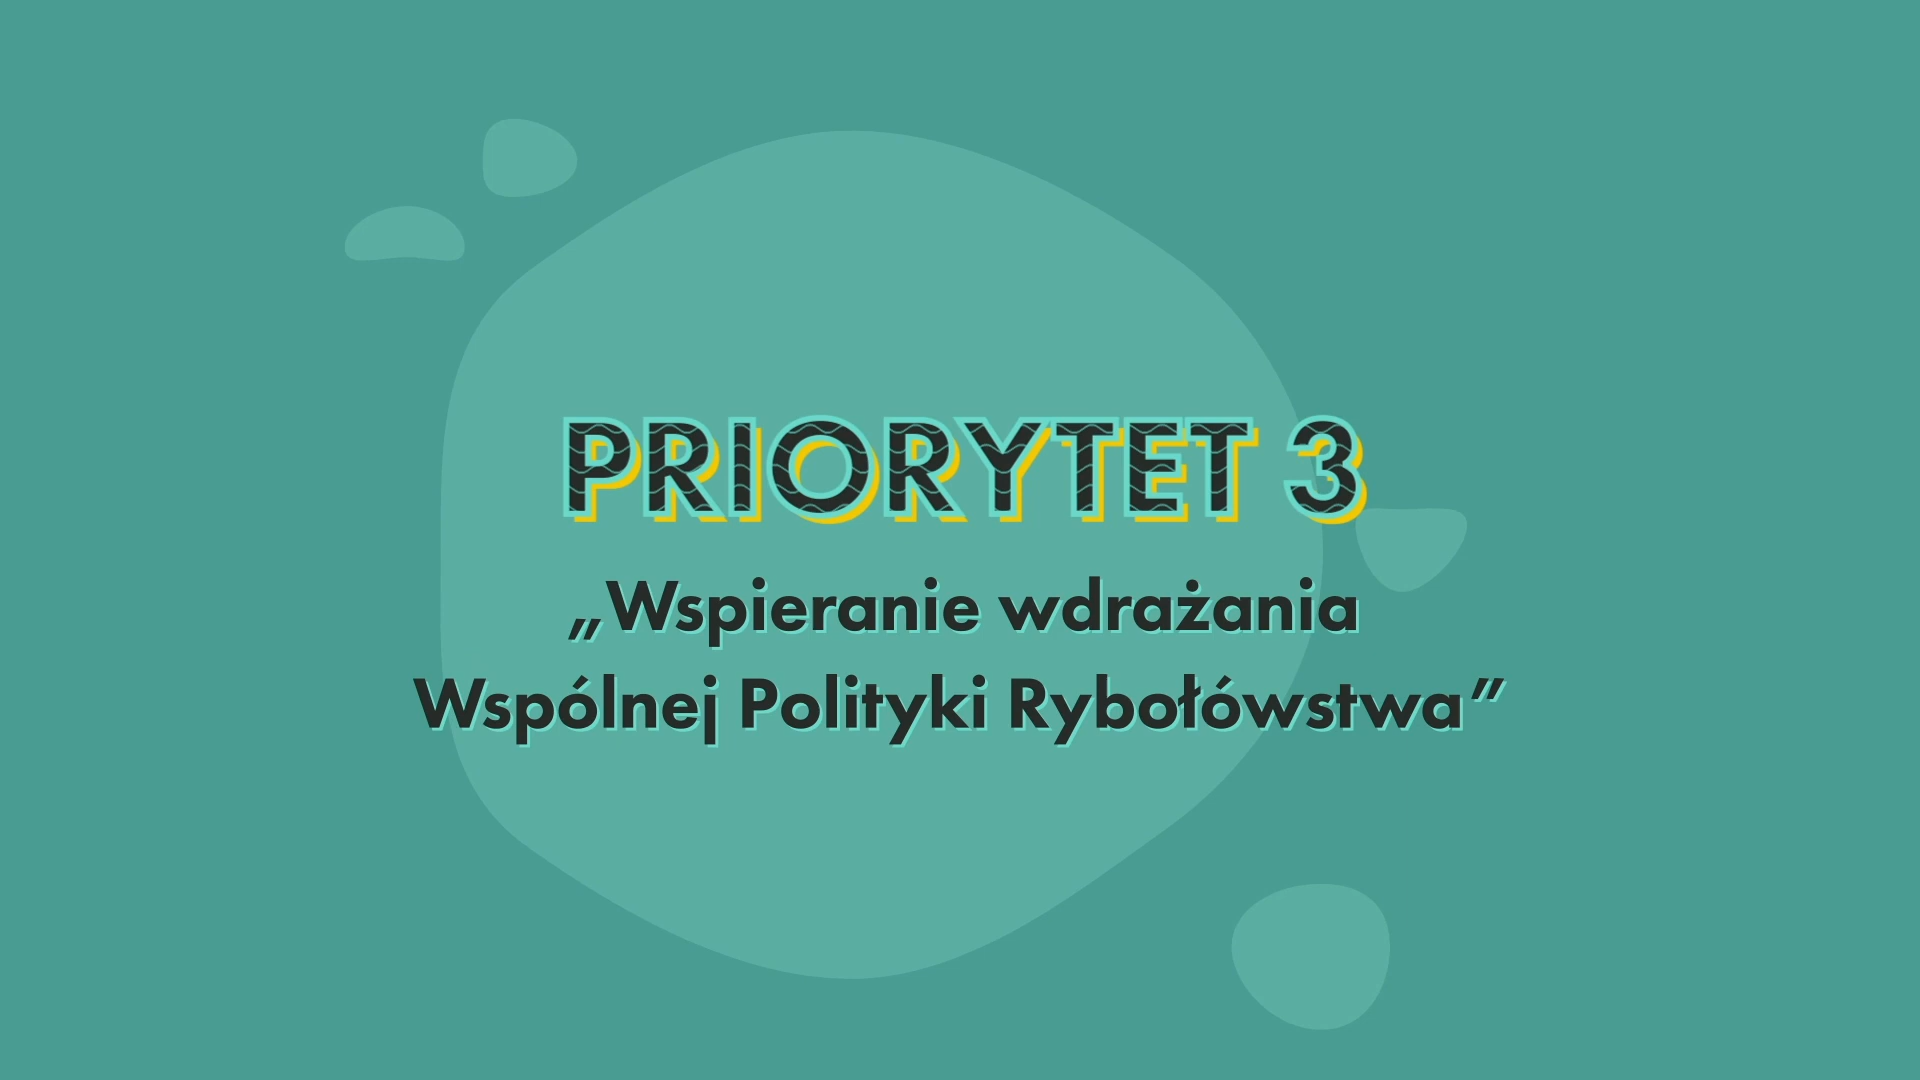 PRIORYTET 3
„Wspieranie wdrażania
Wspólnej Polityki Rybołówstwa”